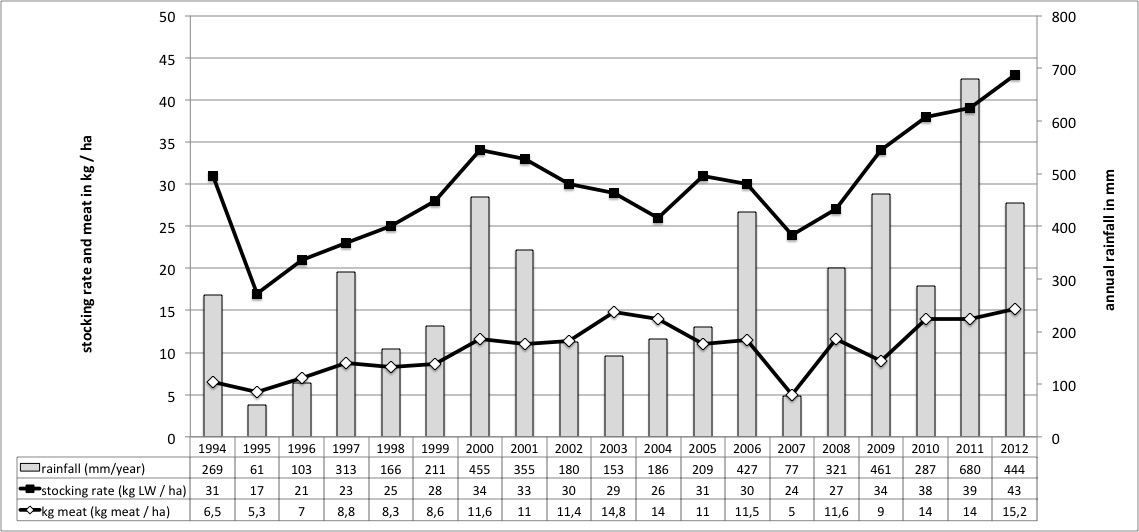 50 800
45 700
40 600
35 500
30 400
25 300
20 200
15 100
10 0
5
0
stocking rate and meat in kg / ha
annual rainfall in mm
1994 1995 1996 1997 1998 1999 2000 2001 2002 2003 2004 2005 2006 2007 2008 2009 2010 2011 2012
rainfall (mm/year) 269 61 103 313 166 211 455 355 180 153 186 209 427 77 321 461 287 680 444
stocking rate (kg LW / ha) 31 17 21 23 25 28 34 33 30 29 26 31 30 24 27 34 38 39 43
kg meat (kg meat / ha) 6,5 5,3 7 8,8 8,3 8,6 11,6 11 11,4 14,8 14 11 11,5 5 11,6 9 14 14 15,2